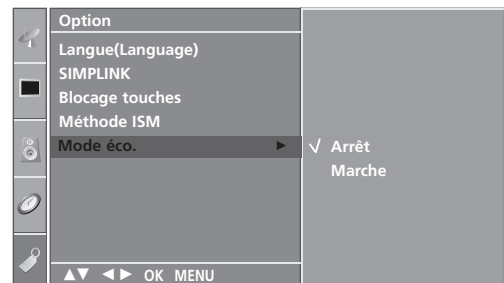 Option
Langue(Language)
SIMPLINK
Blocage touches
Méthode ISM
Mode éco. ► √ Arrêt
Marche
▲▼ ◄► OK MENU